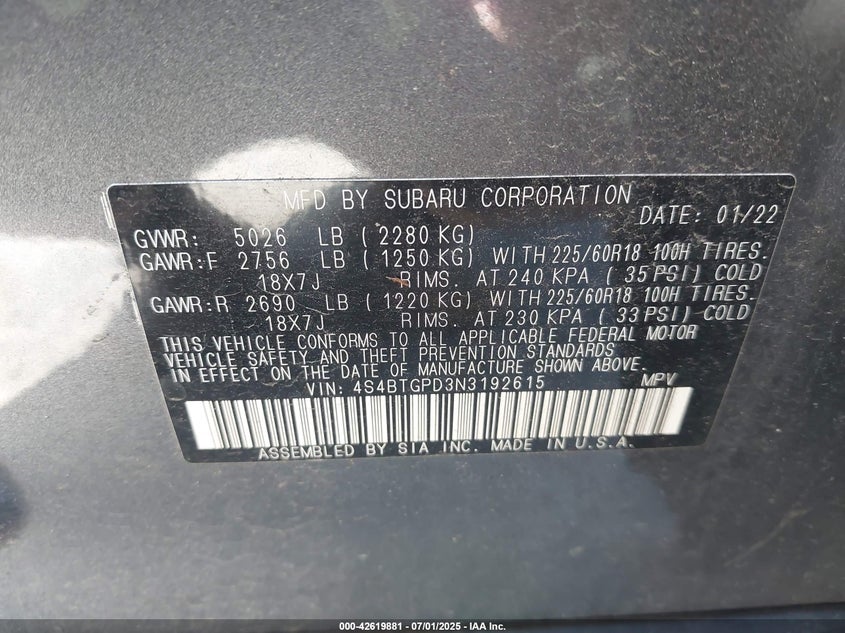 MFD BY SUBARU CORPORATION
DATE: 01/22
GVWR: 5026 LB ( 2280 KG)
GAWR:F 2756 LB ( 1250 KG) WITH 225/60R18 100H TIRES.
18X7J RIMS. AT 240 KPA ( 35 PSI) COLD
GAWR:R 2690 LB ( 1220 KG) WITH 225/60R18 100H TIRES.
18X7J RIMS. AT 230 KPA ( 33 PSI) COLD
THIS VEHICLE CONFORMS TO ALL APPLICABLE FEDERAL MOTOR
VEHICLE SAFETY AND THEFT PREVENTION STANDARDS
IN EFFECT ON THE DATE OF MANUFACTURE SHOWN ABOVE.
VIN: 4S4BTGPD3N3192615 MPV
ASSEMBLED BY SIA INC. MADE IN U.S.A.
000-42619881 - 07/01/2025 - IAA Inc.